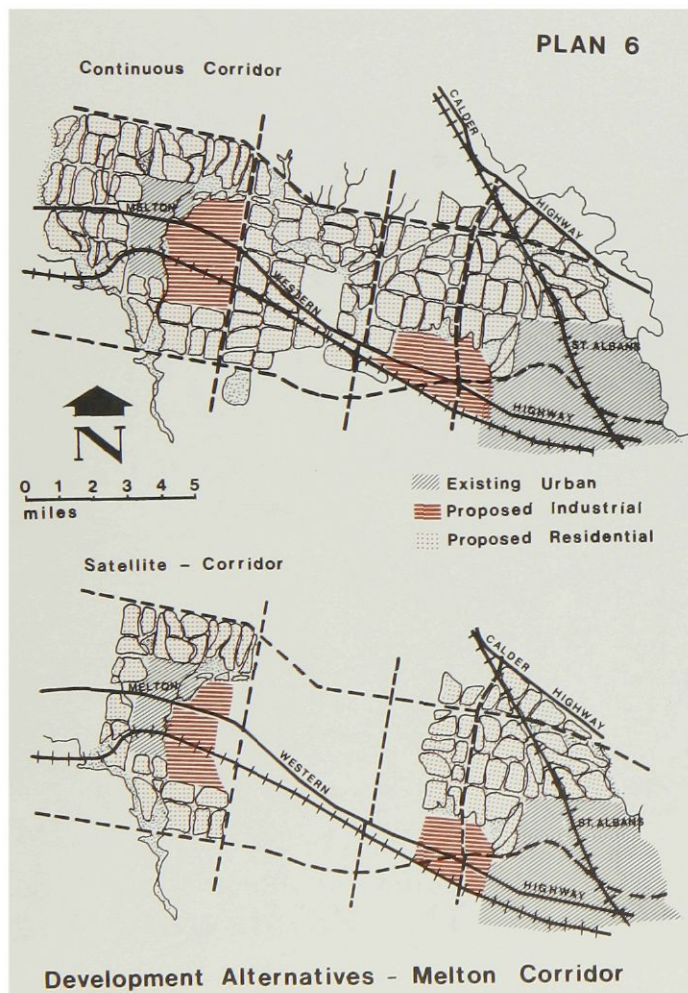 PLAN 6
Continuous Corridor
CALDER
HIGHWAY
MELTON
WESTERN
ST. ALBANS
HIGHWAY
N
0 1 2 3 4 5
miles
Existing Urban
Proposed Industrial
Proposed Residential
Satellite - Corridor
CALDER
HIGHWAY
MELTON
WESTERN
ST. ALBANS
HIGHWAY
Development Alternatives - Melton Corridor